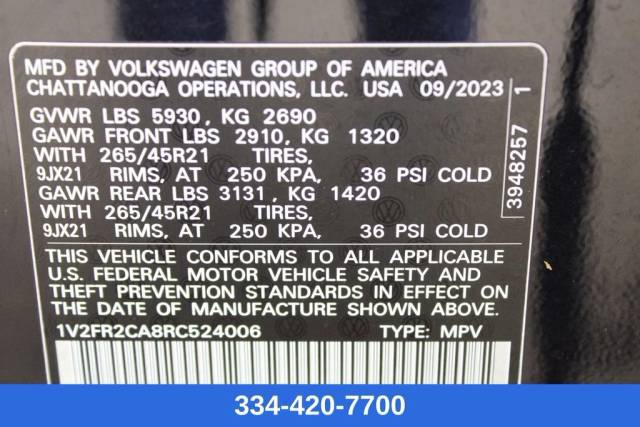 MFD BY VOLKSWAGEN GROUP OF AMERICA
CHATTANOOGA OPERATIONS, LLC. USA 09/2023
GVWR LBS 5930, KG 2690
GAWR FRONT LBS 2910, KG 1320
WITH 265/45R21 TIRES,
9JX21 RIMS, AT 250 KPA, 36 PSI COLD
GAWR REAR LBS 3131, KG 1420
WITH 265/45R21 TIRES,
9JX21 RIMS, AT 250 KPA, 36 PSI COLD
3948257 1
THIS VEHICLE CONFORMS TO ALL APPLICABLE
U.S. FEDERAL MOTOR VEHICLE SAFETY AND
THEFT PREVENTION STANDARDS IN EFFECT ON
THE DATE OF MANUFACTURE SHOWN ABOVE.
1V2FR2CA8RC524006 TYPE: MPV
334-420-7700